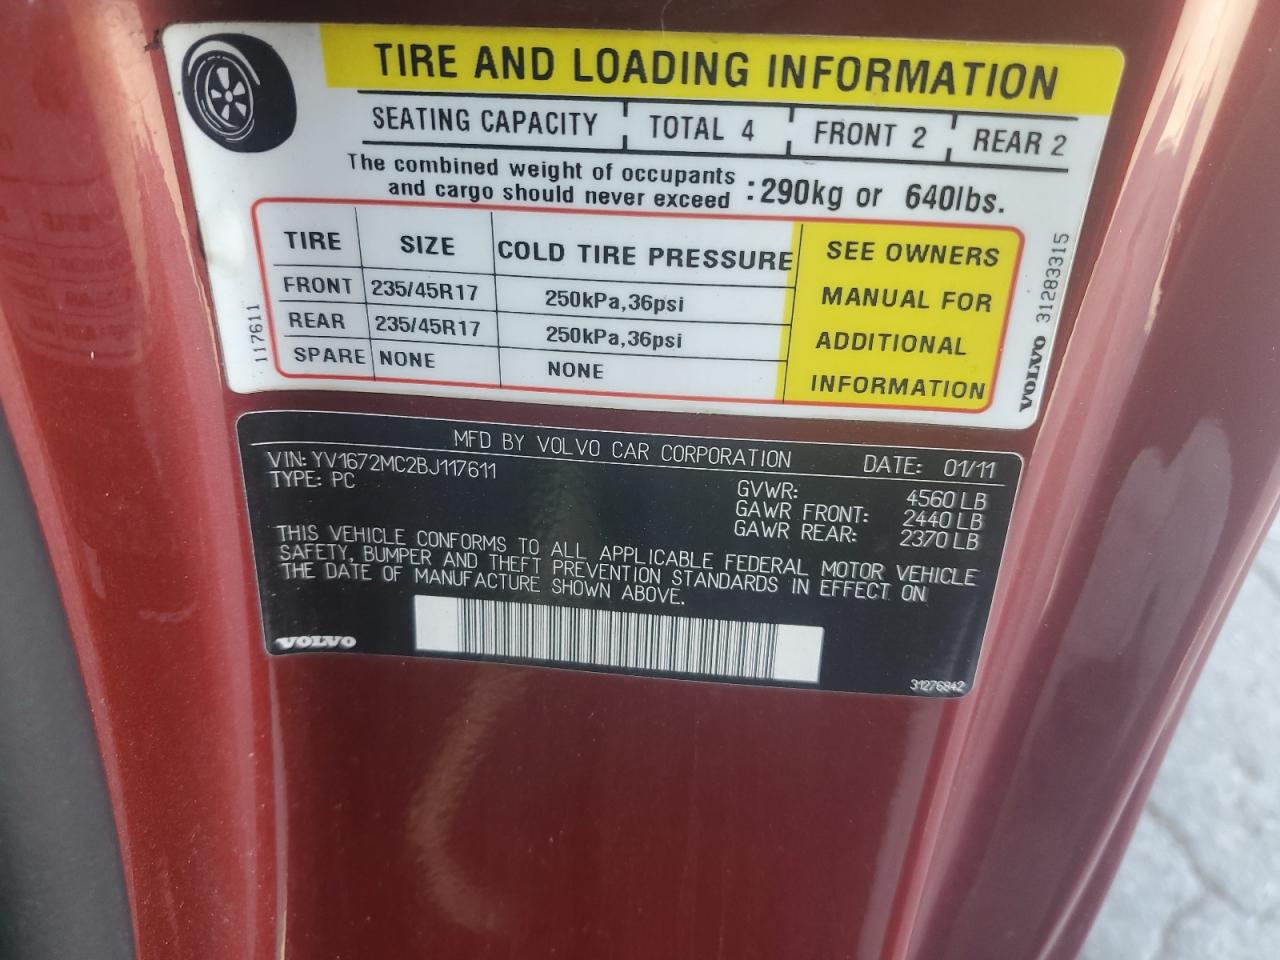 TIRE AND LOADING INFORMATION
SEATING CAPACITY TOTAL 4 FRONT 2 REAR 2
The combined weight of occupants
and cargo should never exceed :290kg or 640lbs.
TIRE SIZE COLD TIRE PRESSURE
FRONT 235/45R17 250kPa,36psi
REAR 235/45R17 250kPa,36psi
SPARE NONE NONE
SEE OWNERS
MANUAL FOR
ADDITIONAL
INFORMATION
117611
VOLVO 31283315
MFD BY VOLVO CAR CORPORATION DATE: 01/11
VIN: YV1672MC2BJ117611
TYPE: PC
GVWR: 4560 LB
GAWR FRONT: 2440 LB
GAWR REAR: 2370 LB
THIS VEHICLE CONFORMS TO ALL APPLICABLE FEDERAL MOTOR VEHICLE
SAFETY, BUMPER AND THEFT PREVENTION STANDARDS IN EFFECT ON
THE DATE OF MANUFACTURE SHOWN ABOVE.
VOLVO
31276842